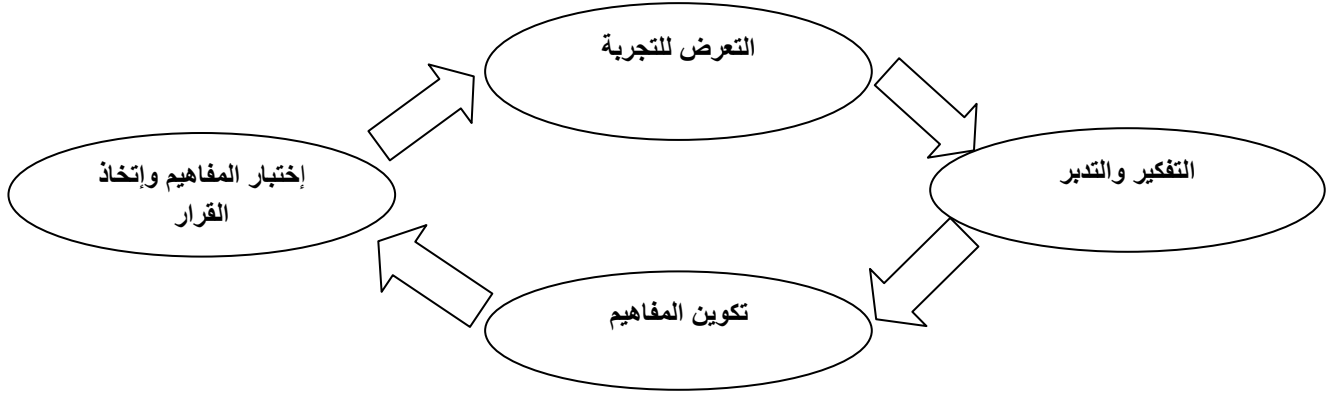 التعرض للتجربة
التفكير والتدبر
تكوين المفاهيم
إختبار المفاهيم وإتخاذ
القرار